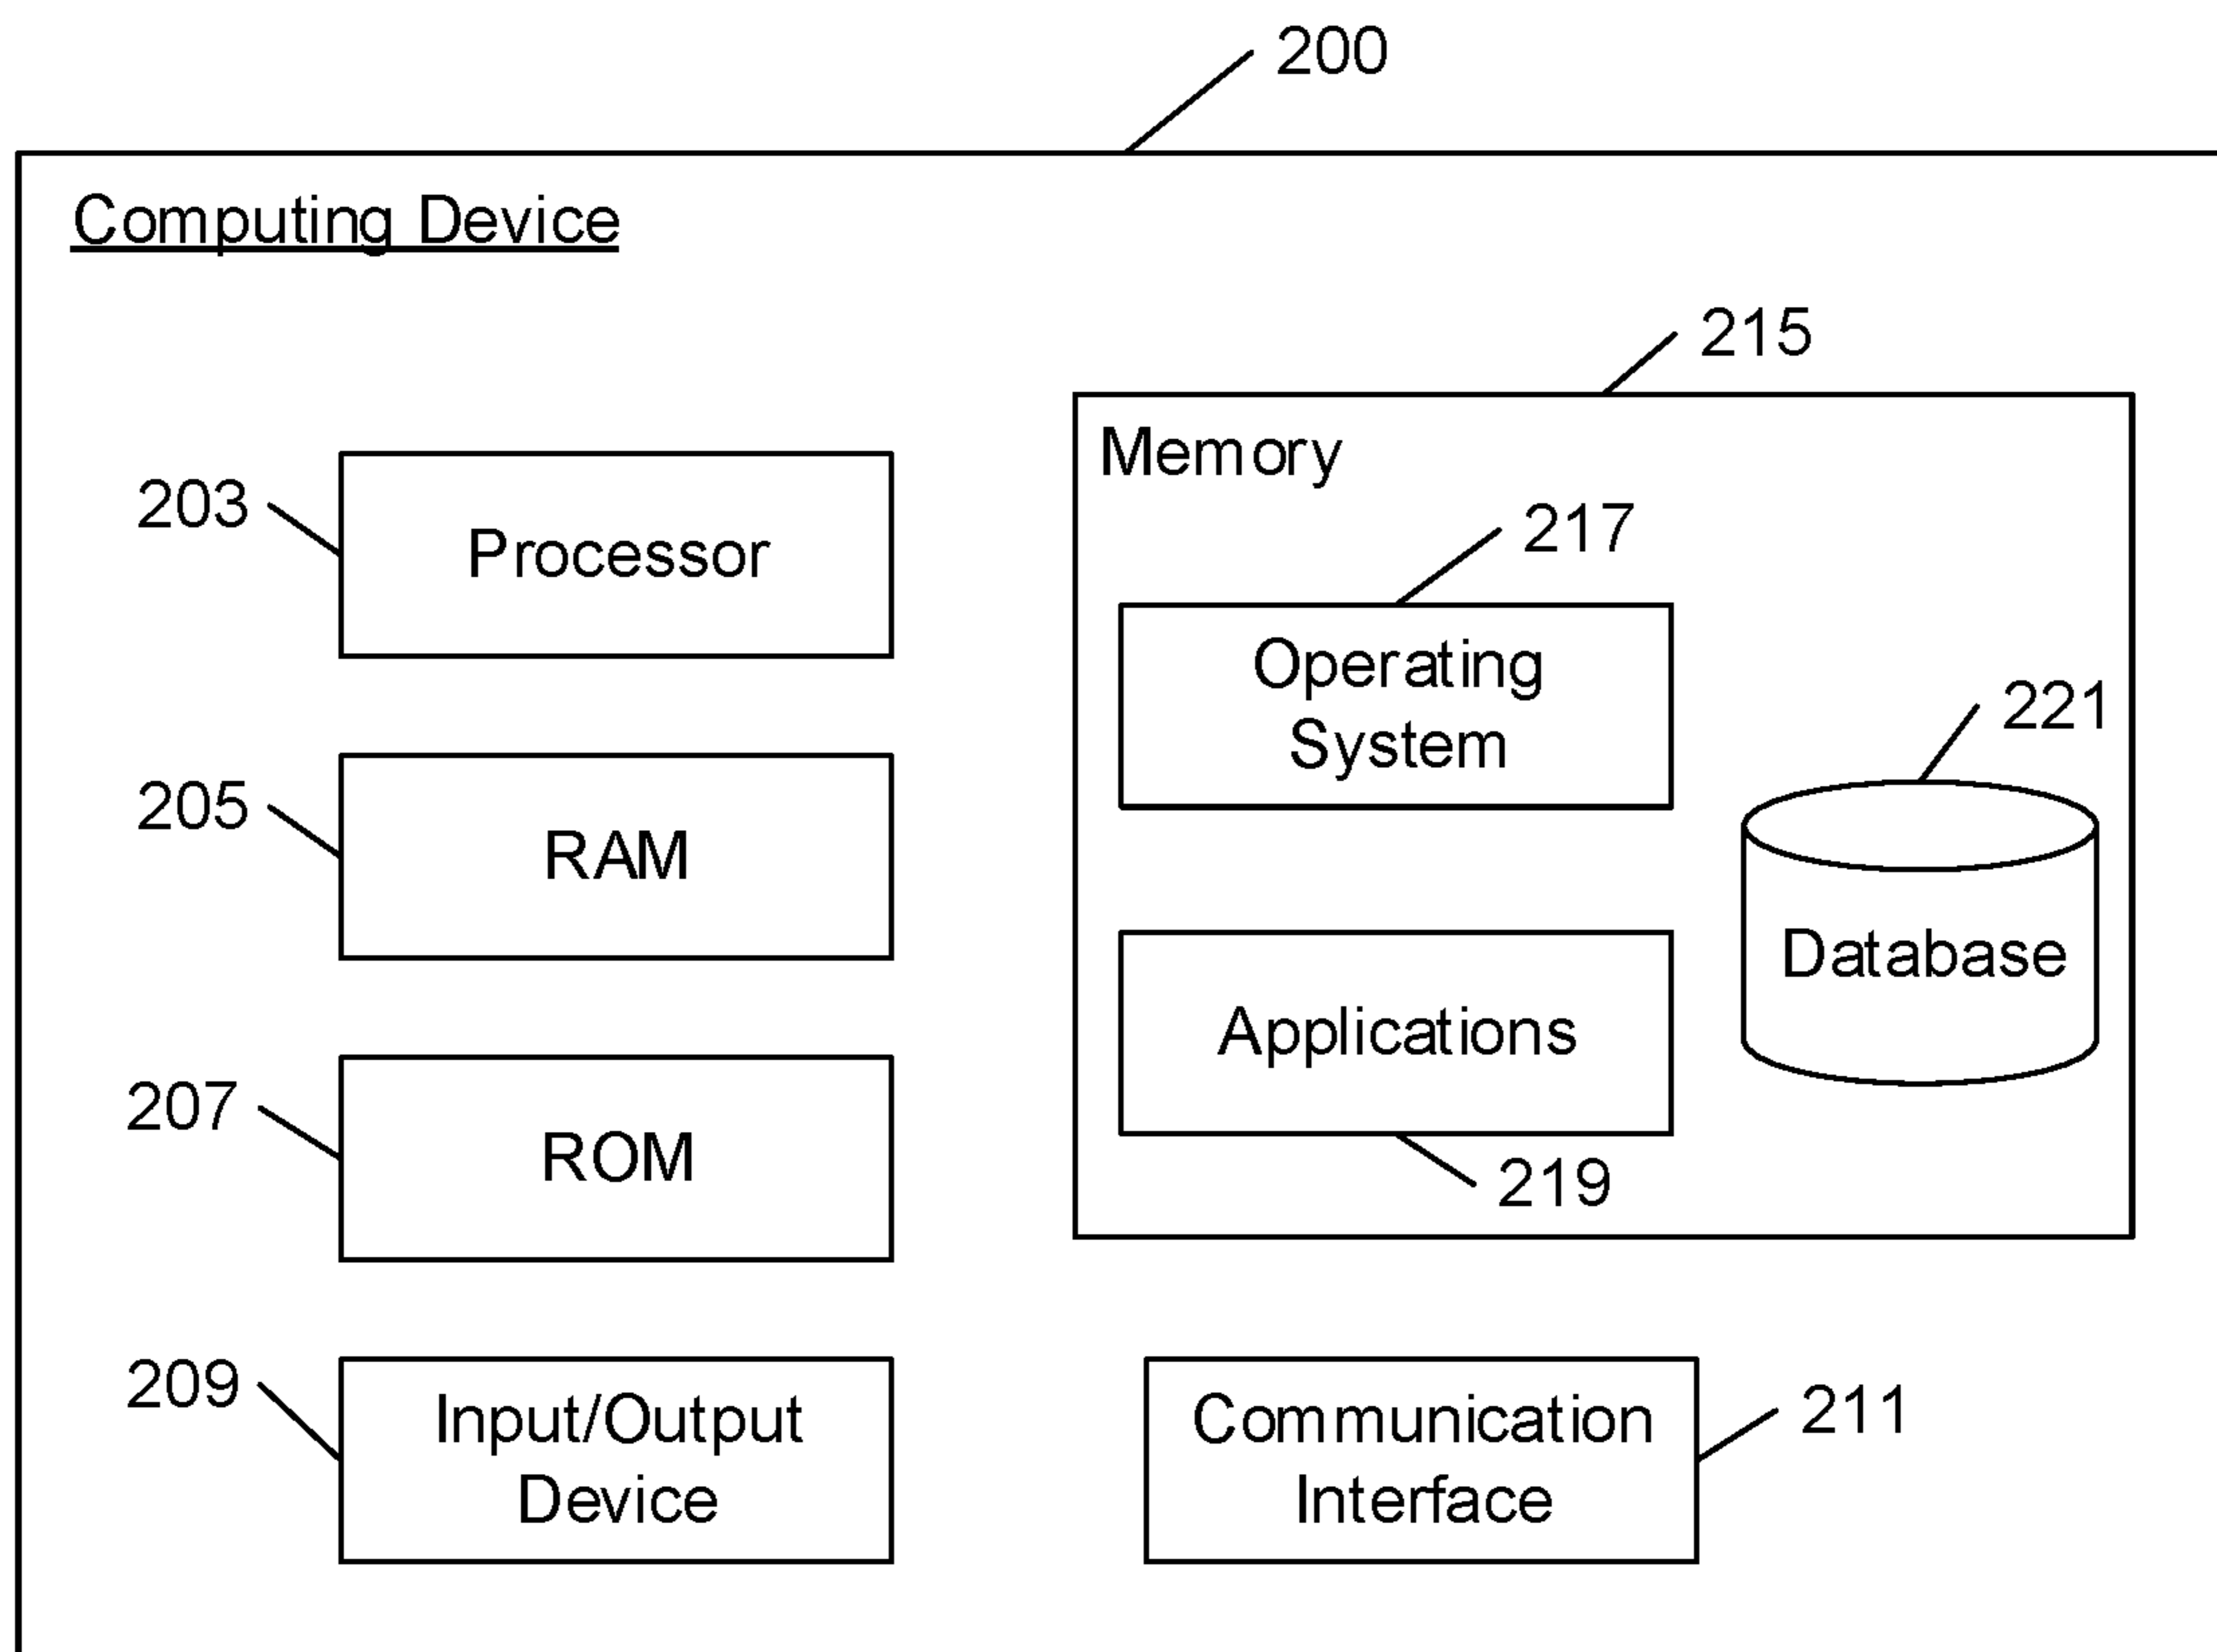 200
Computing Device
215
Memory
203
Processor
217
Operating
System
221
205
RAM
Database
Applications
207
ROM
219
209
Input/Output
Device
Communication
Interface
211